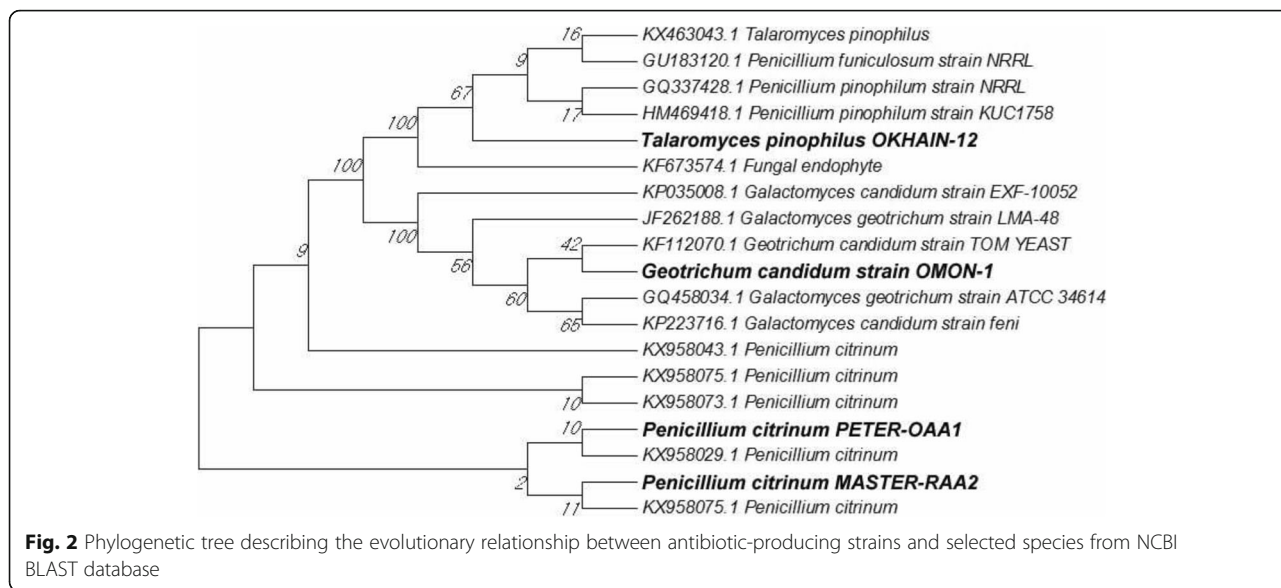 16
KX463043.1 Talaromyces pinophilus
9
GU183120.1 Penicillium funiculosum strain NRRL
67
GQ337428.1 Penicillium pinophilum strain NRRL
17
HM469418.1 Penicillium pinophilum strain KUC1758
100
Talaromyces pinophilus OKHAIN-12
100
KF673574.1 Fungal endophyte
KP035008.1 Galactomyces candidum strain EXF-10052
100
JF262188.1 Galactomyces geotrichum strain LMA-48
9
42
KF112070.1 Geotrichum candidum strain TOM YEAST
56
Geotrichum candidum strain OMON-1
60
GQ458034.1 Galactomyces geotrichum strain ATCC 34614
65
KP223716.1 Galactomyces candidum strain feni
KX958043.1 Penicillium citrinum
KX958075.1 Penicillium citrinum
10
KX958073.1 Penicillium citrinum
10
Penicillium citrinum PETER-OAA1
KX958029.1 Penicillium citrinum
2
Penicillium citrinum MASTER-RAA2
11
KX958075.1 Penicillium citrinum
Fig. 2 Phylogenetic tree describing the evolutionary relationship between antibiotic-producing strains and selected species from NCBI
BLAST database